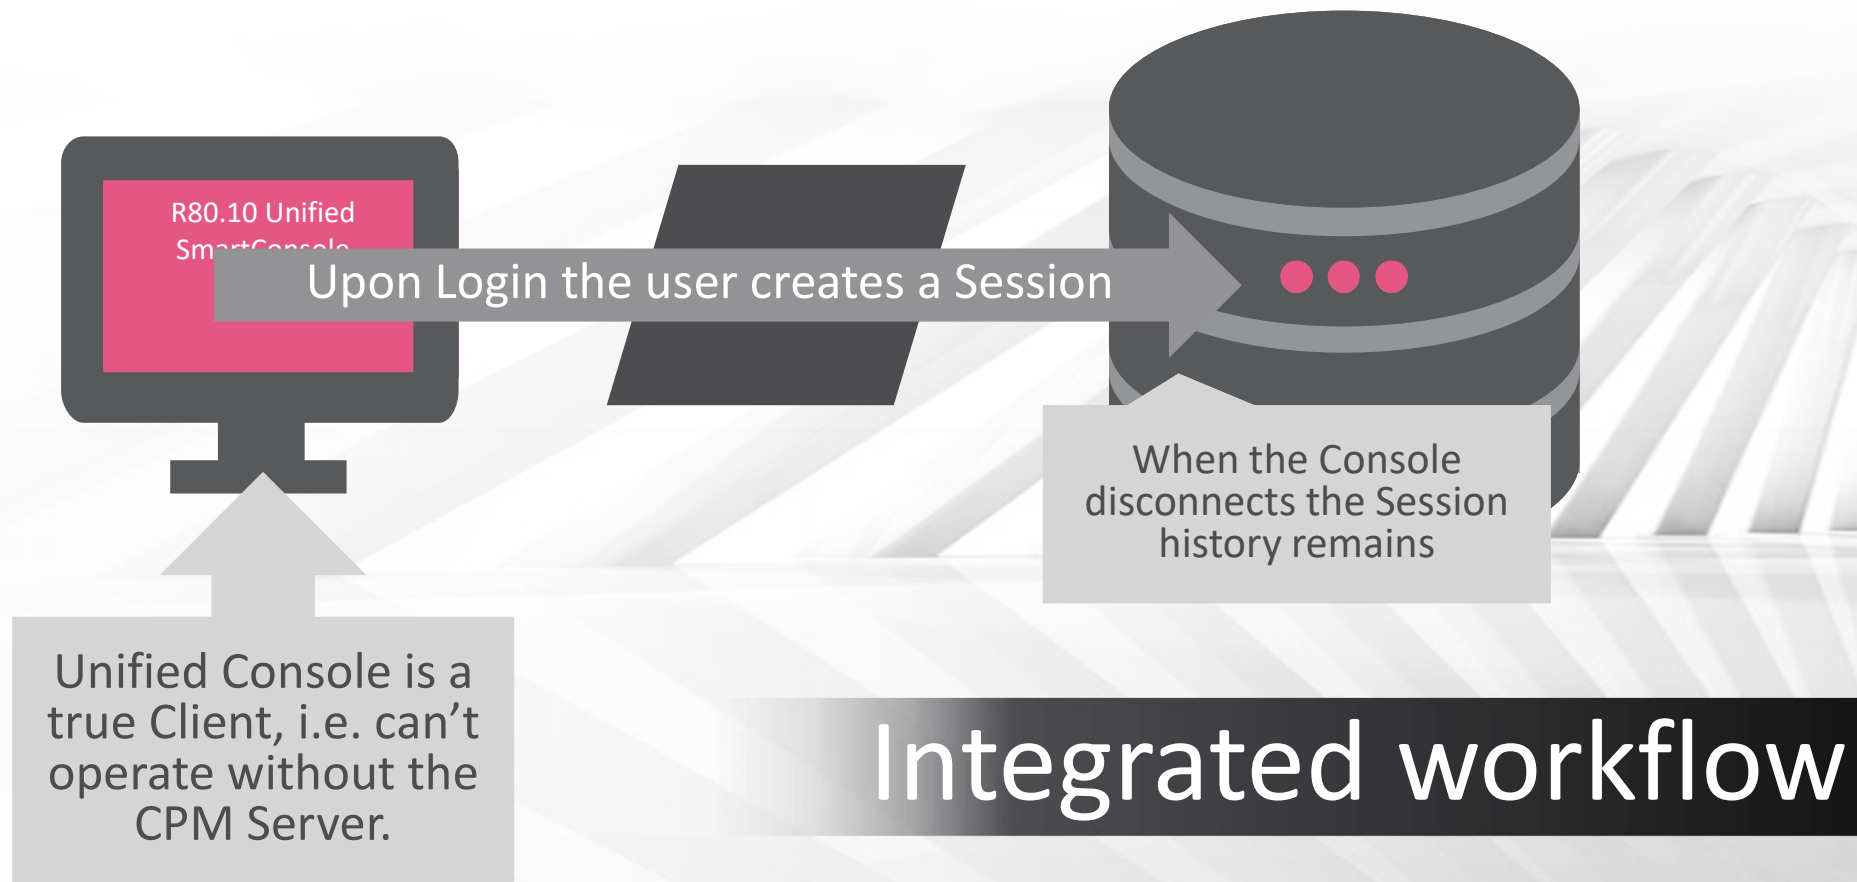 R80.10 Unified
SmartConsole
Upon Login the user creates a Session
When the Console
disconnects the Session
history remains
Unified Console is a
true Client, i.e. can’t
operate without the
CPM Server.
Integrated workflow